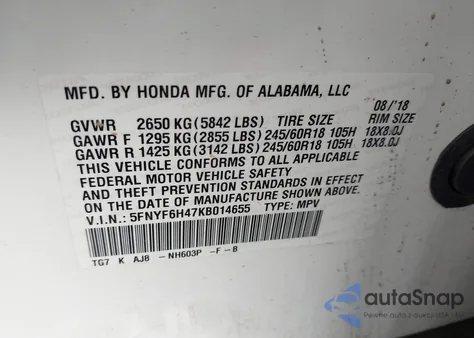 MFD. BY HONDA MFG. OF ALABAMA, LLC
08/'18
GVWR 2650 KG(5842 LBS) TIRE SIZE RIM SIZE
GAWR F 1295 KG(2855 LBS)245/60R18 105H 18X8.0J
GAWR R 1425 KG(3142 LBS)245/60R18 105H 18X8.0J
THIS VEHICLE CONFORMS TO ALL APPLICABLE
FEDERAL MOTOR VEHICLE SAFETY
AND THEFT PREVENTION STANDARDS IN EFFECT
ON THE DATE OF MANUFACTURE SHOWN ABOVE.
V.I.N.: 5FNYF6H47KB014655 TYPE: MPV
TG7 K AJ8 -NH603P -F-B
autoSnap